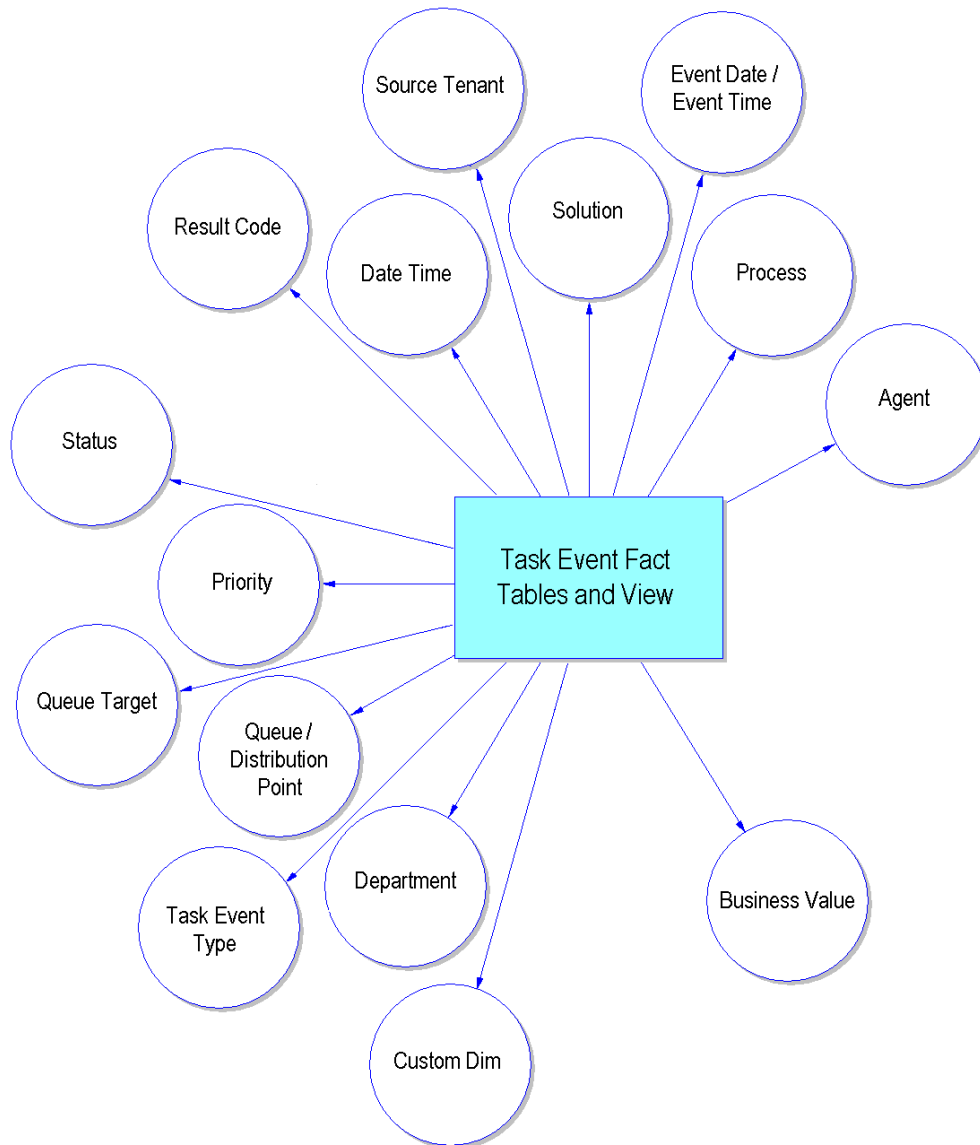 Source Tenant
Event Date /
Event Time
Result Code
Solution
Date Time
Process
Agent
Status
Task Event Fact
Tables and View
Priority
Queue Target
Queue /
Distribution
Point
Department
Business Value
Task Event
Type
Custom Dim